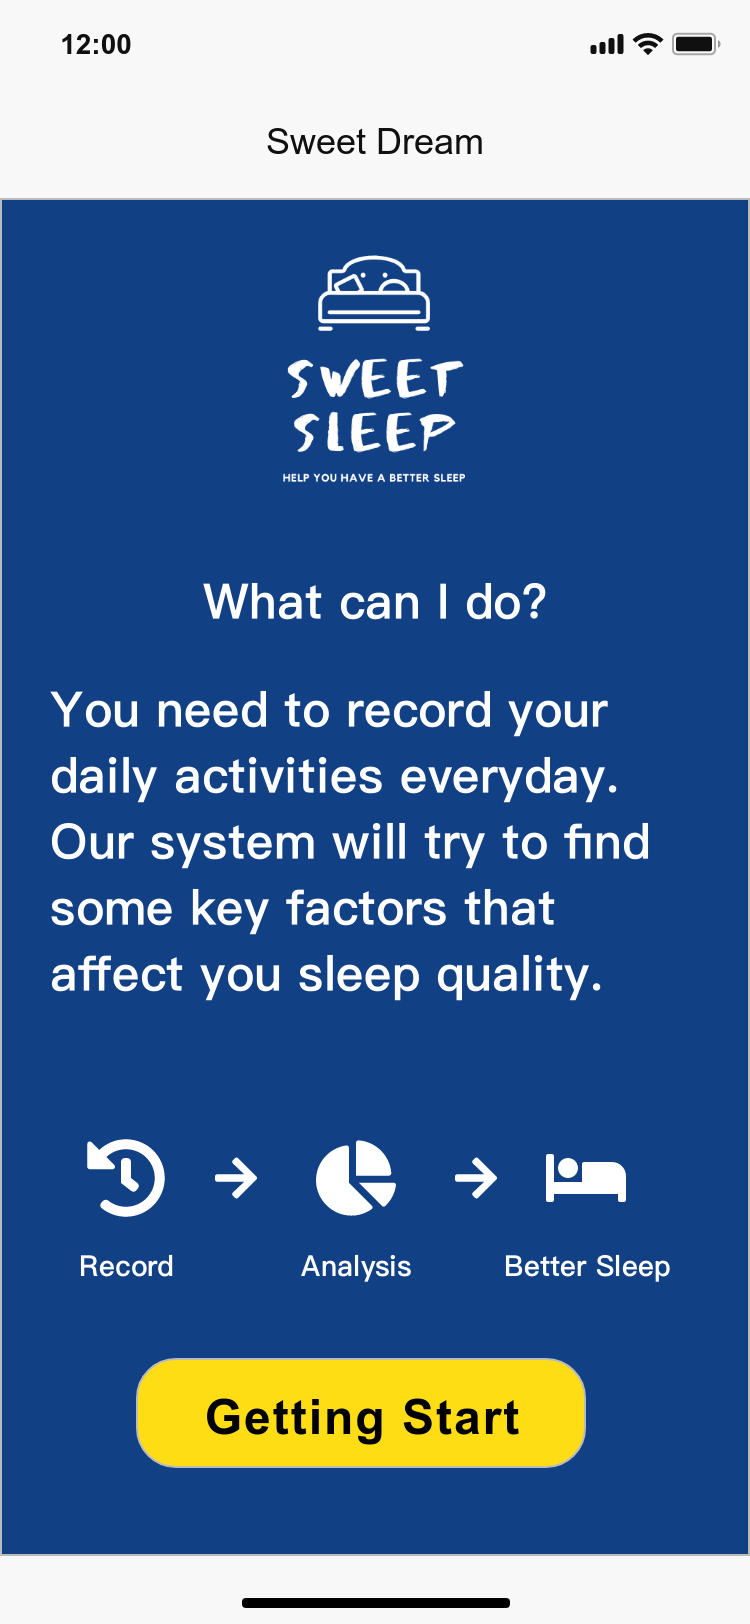 12:00
Sweet Dream
SWEET
SLEEP
HELP YOU HAVE A BETTER SLEEP
What can I do?
You need to record your
daily activities everyday.
Our system will try to find
some key factors that
affect you sleep quality.
Record
Analysis
Better Sleep
Getting Start